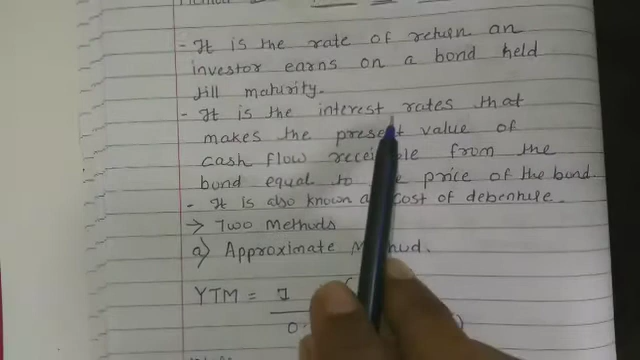 - It is the rate of return an
investor earns on a bond held
till maturity.
- It is the interest rates that
makes the present value of
cash flow receivable from the
bond equal to price of the bond.
- It is also known as cost of debenture.
→ Two Methods
a) Approximate Method.
YTM = I
0.